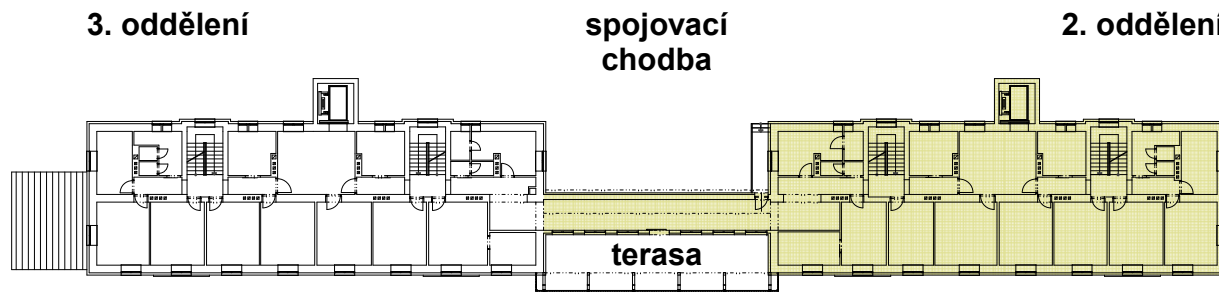 3. oddělení
spojovací
chodba
2. oddělení
terasa